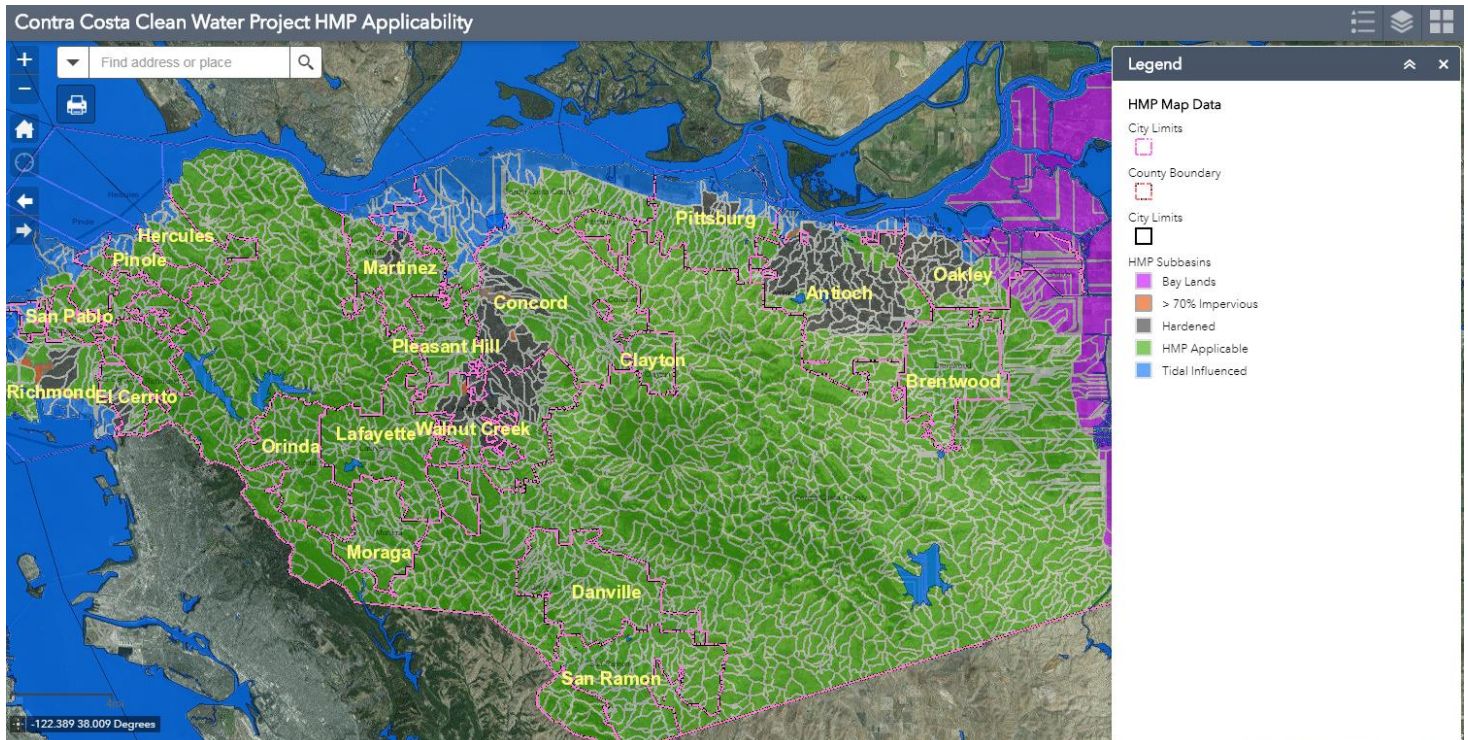 Contra Costa Clean Water Project HMP Applicability
Find address or place
Legend
HMP Map Data
City Limits
County Boundary
City Limits
HMP Subbasins
Bay Lands
> 70% Impervious
Hardened
HMP Applicable
Tidal Influenced
Hercules
Pinole
San Pablo
Richmond
El Cerrito
Martinez
Concord
Pleasant Hill
Pittsburg
Antioch
Oakley
Clayton
Brentwood
Orinda
Lafayette
Walnut Creek
Moraga
Danville
San Ramon
-122.389 38.009 Degrees